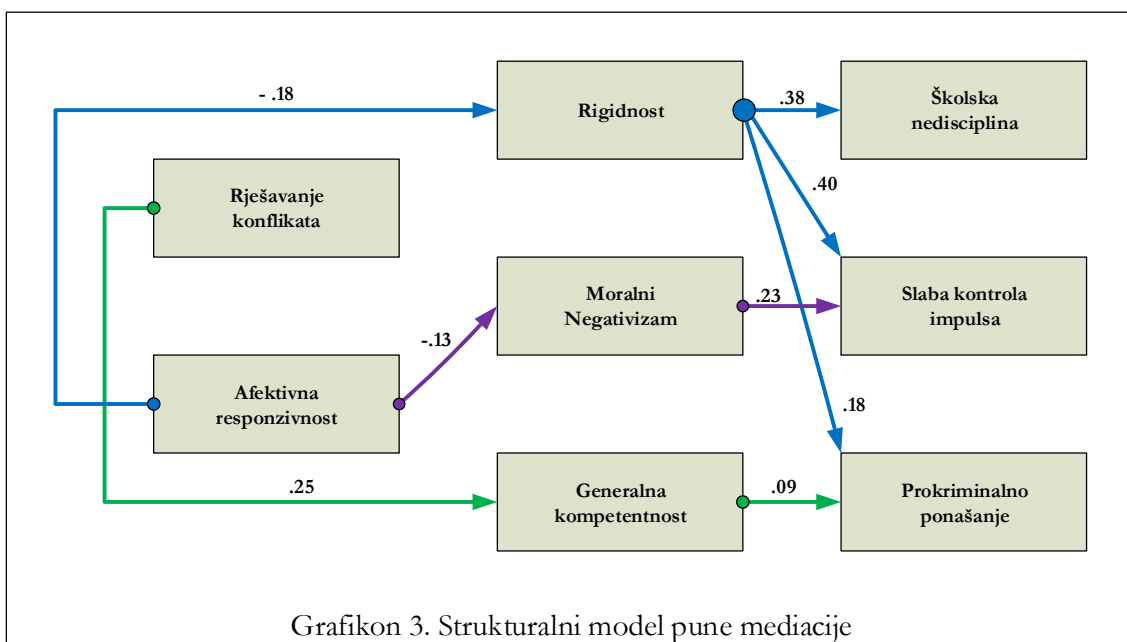 - .18
Rigidnost
.38
Školska
nedisciplina
Rješavanje
konflikata
.40
Moralni
Negativizam
.23
Slaba kontrola
impulsa
-.13
Afektivna
responzivnost
.18
.25
Generalna
kompetentnost
.09
Prokriminalno
ponašanje
Grafikon 3. Strukturalni model pune mediacije